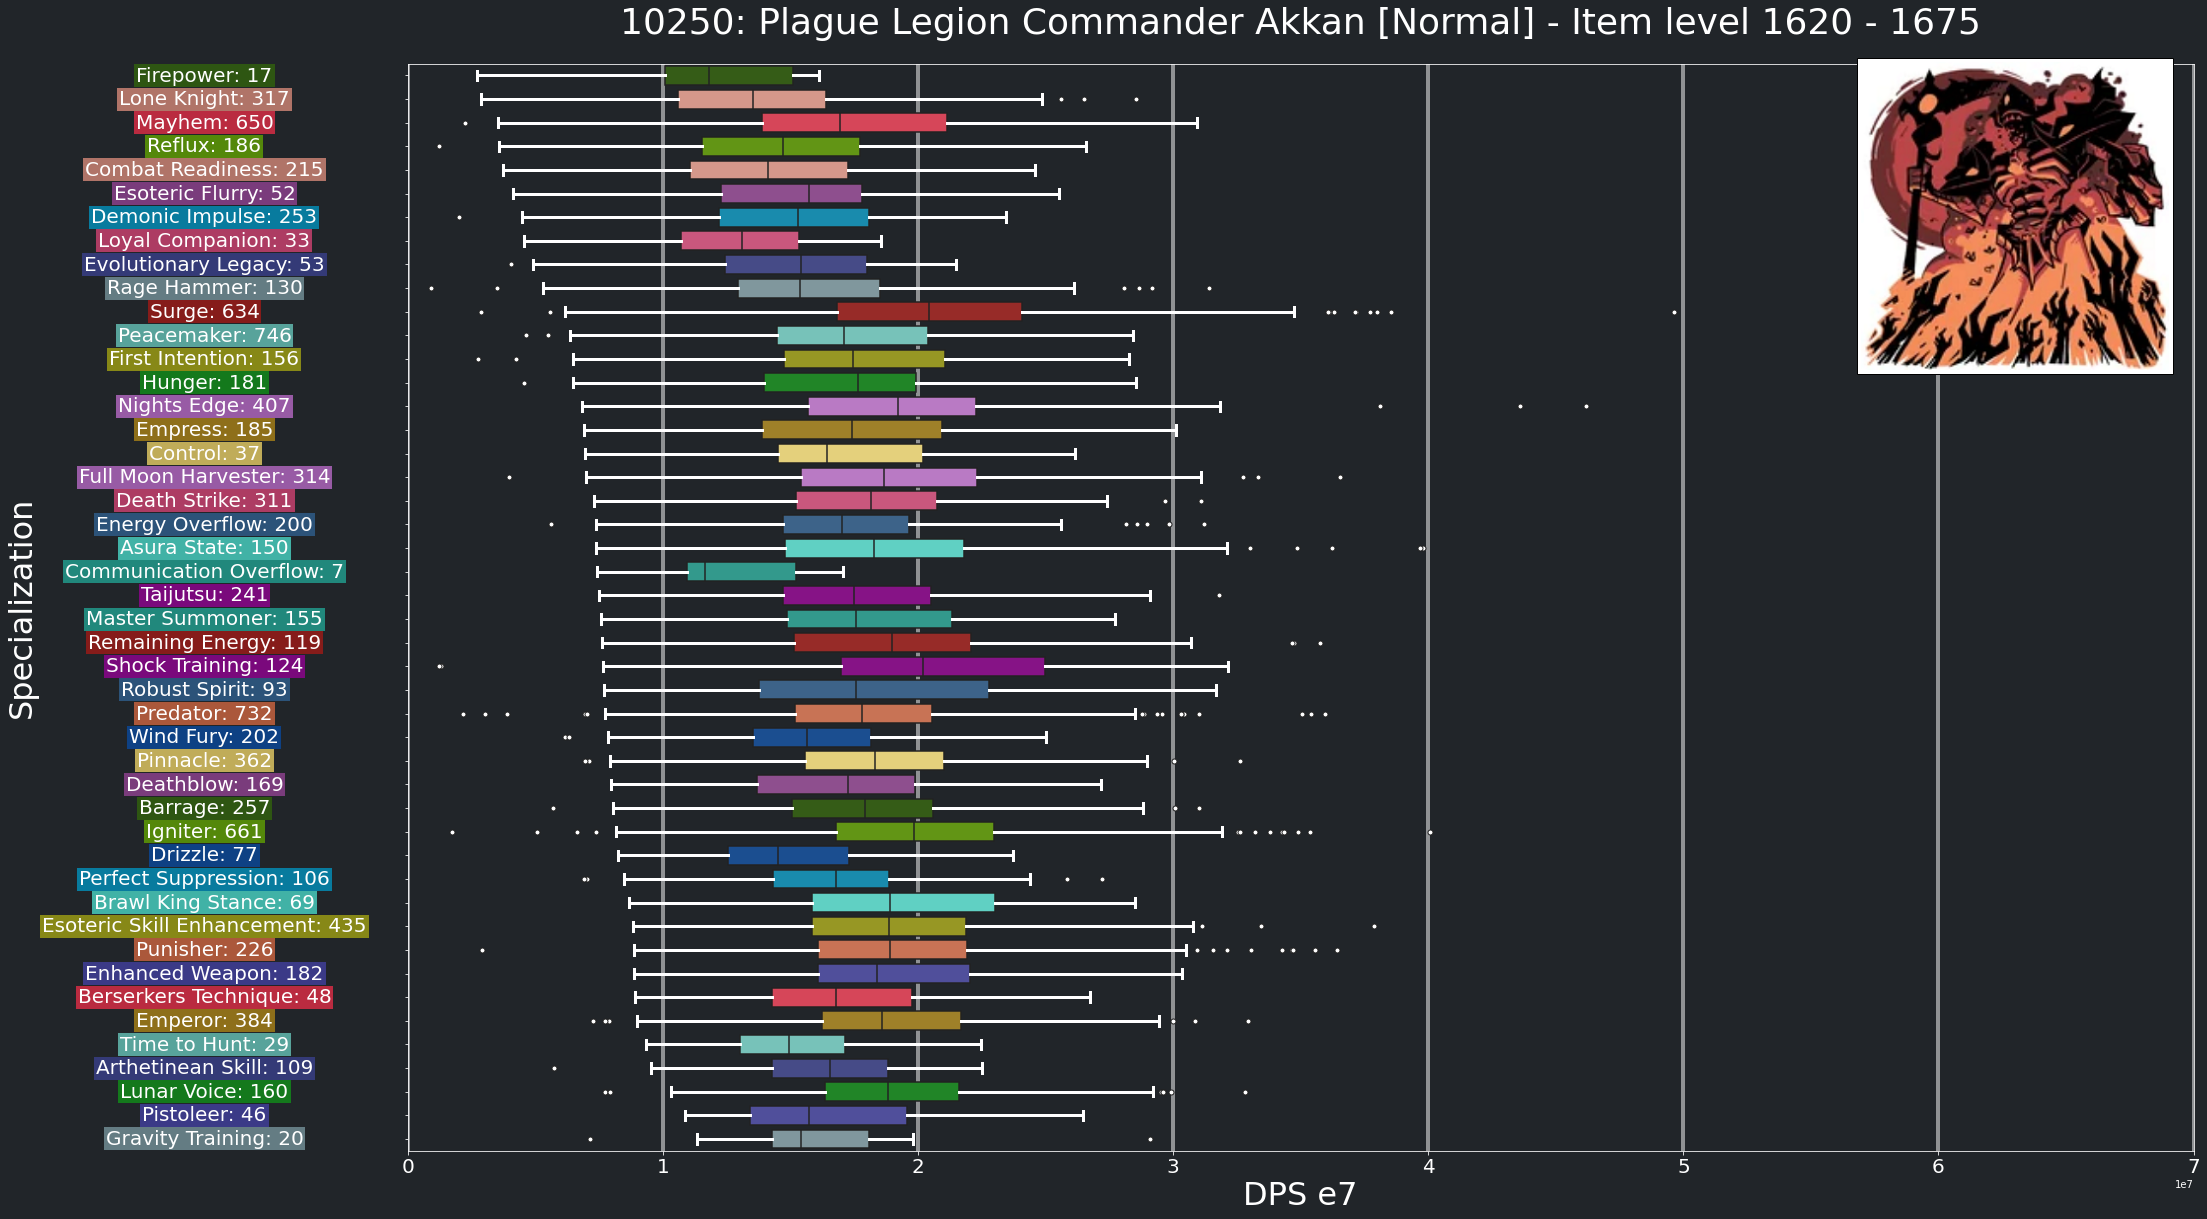 10250: Plague Legion Commander Akkan [Normal] - Item level 1620 - 1675
Specialization
Firepower: 17
Lone Knight: 317
Mayhem: 650
Reflux: 186
Combat Readiness: 215
Esoteric Flurry: 52
Demonic Impulse: 253
Loyal Companion: 33
Evolutionary Legacy: 53
Rage Hammer: 130
Surge: 634
Peacemaker: 746
First Intention: 156
Hunger: 181
Nights Edge: 407
Empress: 185
Control: 37
Full Moon Harvester: 314
Death Strike: 311
Energy Overflow: 200
Asura State: 150
Communication Overflow: 7
Taijutsu: 241
Master Summoner: 155
Remaining Energy: 119
Shock Training: 124
Robust Spirit: 93
Predator: 732
Wind Fury: 202
Pinnacle: 362
Deathblow: 169
Barrage: 257
Igniter: 661
Drizzle: 77
Perfect Suppression: 106
Brawl King Stance: 69
Esoteric Skill Enhancement: 435
Punisher: 226
Enhanced Weapon: 182
Berserkers Technique: 48
Emperor: 384
Time to Hunt: 29
Arthetinean Skill: 109
Lunar Voice: 160
Pistoleer: 46
Gravity Training: 20
0 1 2 3 4 5 6 7
1e7
DPS e7